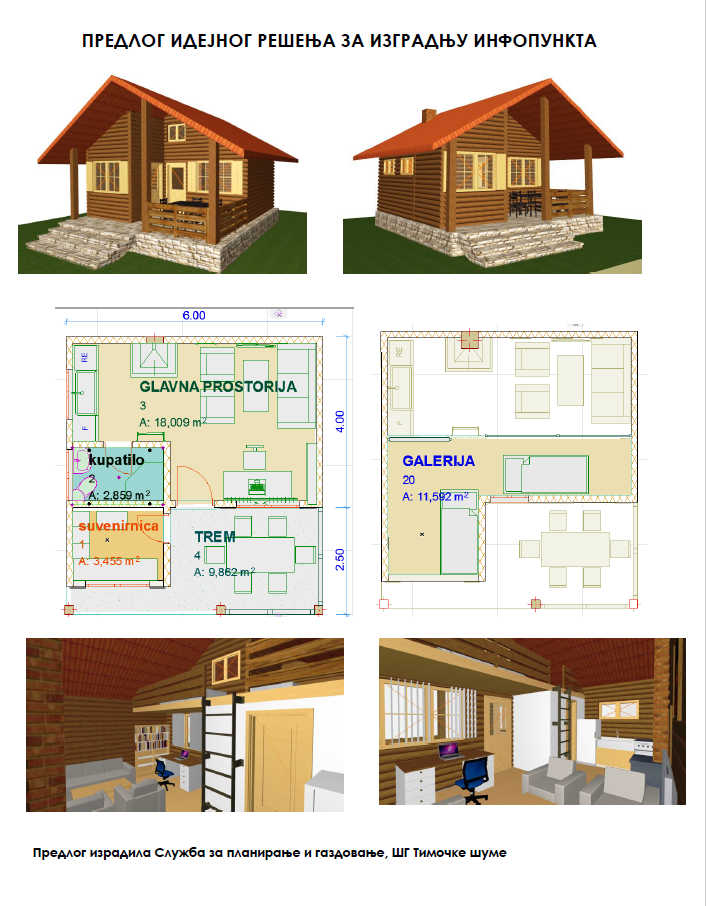 ПРЕДЛОГ ИДЕЈНОГ РЕШЕЊА ЗА ИЗГРАДЊУ ИНФОПУНКТА
6.00
RE
F
GLAVNA PROSTORIJA
3
A: 18,009 m²
4.00
kupatilo
2
A: 2,859 m²
suvenirnica
1
A: 3,455 m²
TREM
4
A: 9,862 m²
2.50
RE
F
GALERIJA
20
A: 11,592 m²
Предлог израдила Служба за планирање и газдовање, ШГ Тимочке шуме